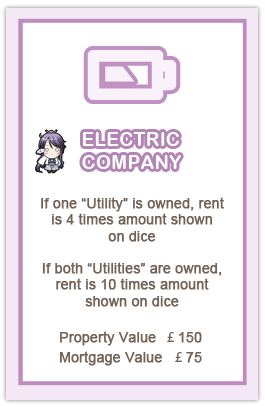 ELECTRIC
COMPANY
If one “Utility” is owned, rent
is 4 times amount shown
on dice
If both “Utilities” are owned,
rent is 10 times amount
shown on dice
Property Value £150
Mortgage Value £75